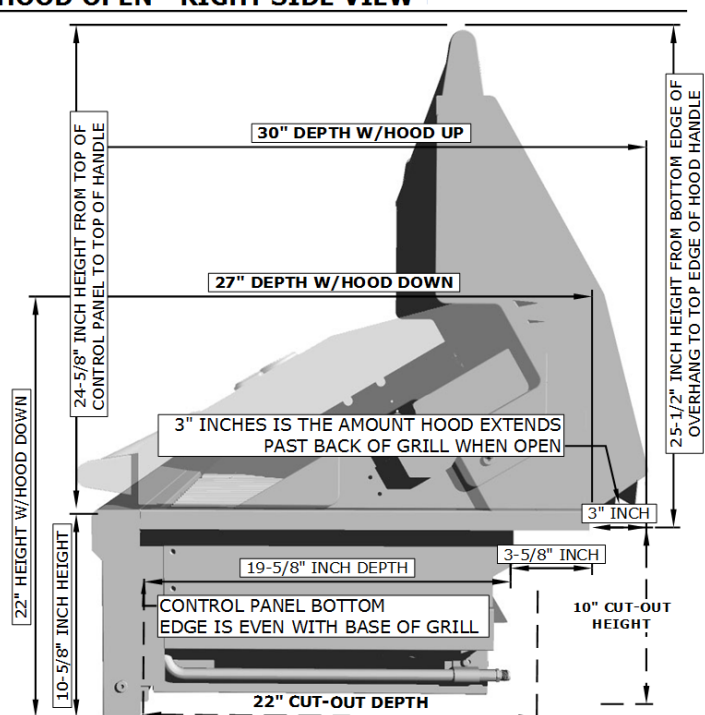 HOOD OPEN - RIGHT SIDE VIEW
24-5/8" INCH HEIGHT FROM TOP OF
CONTROL PANEL TO TOP OF HANDLE
30" DEPTH W/HOOD UP
25-1/2" INCH HEIGHT FROM BOTTOM EDGE OF
OVERHANG TO TOP EDGE OF HOOD HANDLE
27" DEPTH W/HOOD DOWN
22" HEIGHT W/HOOD DOWN
3" INCHES IS THE AMOUNT HOOD EXTENDS
PAST BACK OF GRILL WHEN OPEN
3" INCH
10-5/8" INCH HEIGHT
19-5/8" INCH DEPTH
3-5/8" INCH
CONTROL PANEL BOTTOM
EDGE IS EVEN WITH BASE OF GRILL
10" CUT-OUT
HEIGHT
22" CUT-OUT DEPTH